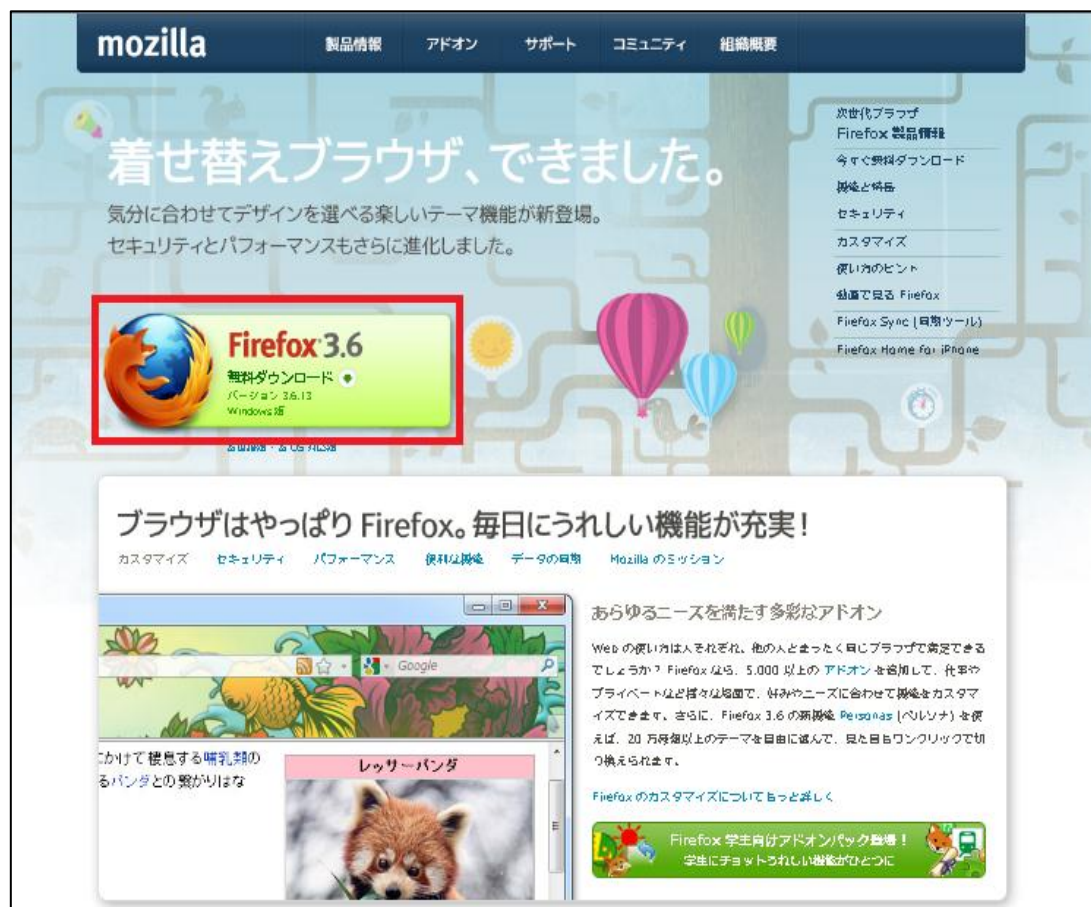 mozilla
製品情報 アドオン サポート コミュニティ 組織概要
着せ替えブラウザ、できました。
気分に合わせてデザインを選べる楽しいテーマ機能が新登場。
セキュリティとパフォーマンスもさらに進化しました。
次世代ブラウザ
Firefox 製品情報
今すぐ無料ダウンロード
機能と特長
セキュリティ
カスタマイズ
使い方のヒント
動画で見る Firefox
Firefox Sync (同期ツール)
Firefox Home for iPhone
Firefox 3.6
無料ダウンロード
バージョン 3.6.13
Windows 版
ブラウザはやっぱり Firefox。毎日にうれしい機能が充実!
カスタマイズ セキュリティ パフォーマンス 便利な機能 データの同期 Mozilla のミッション
Google
にかけて棲息する哺乳類の
るパンダとの繋がりはな
レッサーパンダ
あらゆるニーズを満たす多彩なアドオン
Web の使い方は人それぞれ、他の人とまったく同じブラウザで満足できる
でしょうか? Firefox なら、5,000 以上の アドオン を追加して、仕事や
プライベートなど様々な場面で、好みやニーズに合わせて機能をカスタマ
イズできます。さらに、Firefox 3.6 の新機能 Personas (ペルソナ) を使
えば、20 万種類以上のテーマを自由に選んで、見た目もワンクリックで切
り換えられます。
Firefox のカスタマイズについてもっと詳しく
Firefox 学生向けアドオンパック登場!
学生にチョットうれしい機能がひとつに